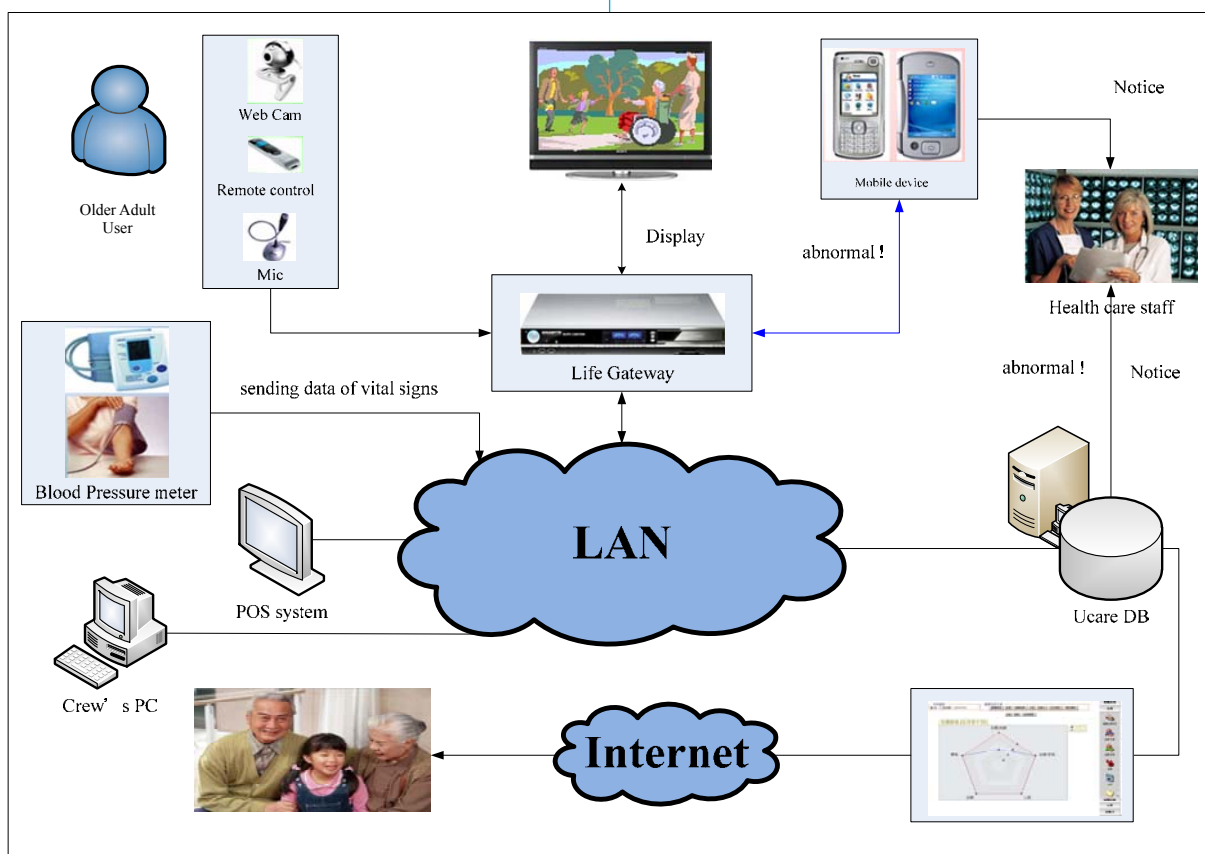 Web Cam
Remote control
Mic
Older Adult
User
Display
Mobile device
abnormal！
Notice
Health care staff
Life Gateway
abnormal！
Notice
sending data of vital signs
Blood Pressure meter
LAN
POS system
Ucare DB
Crew’s PC
Internet